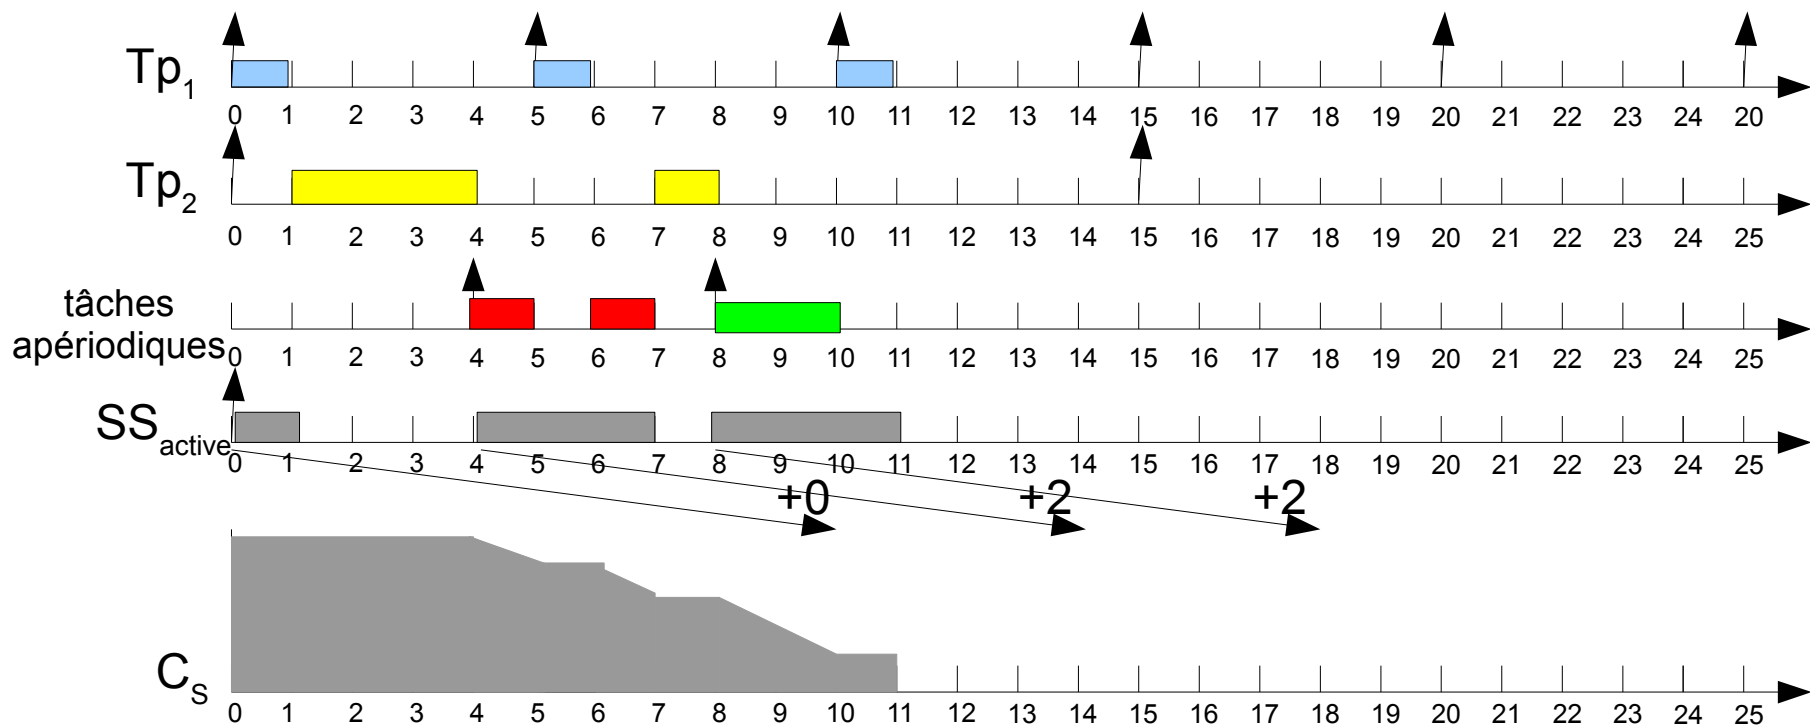 Tp1
0 1 2 3 4 5 6 7 8 9 10 11 12 13 14 15 16 17 18 19 20 21 22 23 24 20
Tp2
0 1 2 3 4 5 6 7 8 9 10 11 12 13 14 15 16 17 18 19 20 21 22 23 24 25
tâches
apériodiques
0 1 2 3 4 5 6 7 8 9 10 11 12 13 14 15 16 17 18 19 20 21 22 23 24 25
SSactive
0 1 2 3 4 5 6 7 8 9 10 11 12 13 14 15 16 17 18 19 20 21 22 23 24 25
+0 +2 +2
CS
0 1 2 3 4 5 6 7 8 9 10 11 12 13 14 15 16 17 18 19 20 21 22 23 24 25